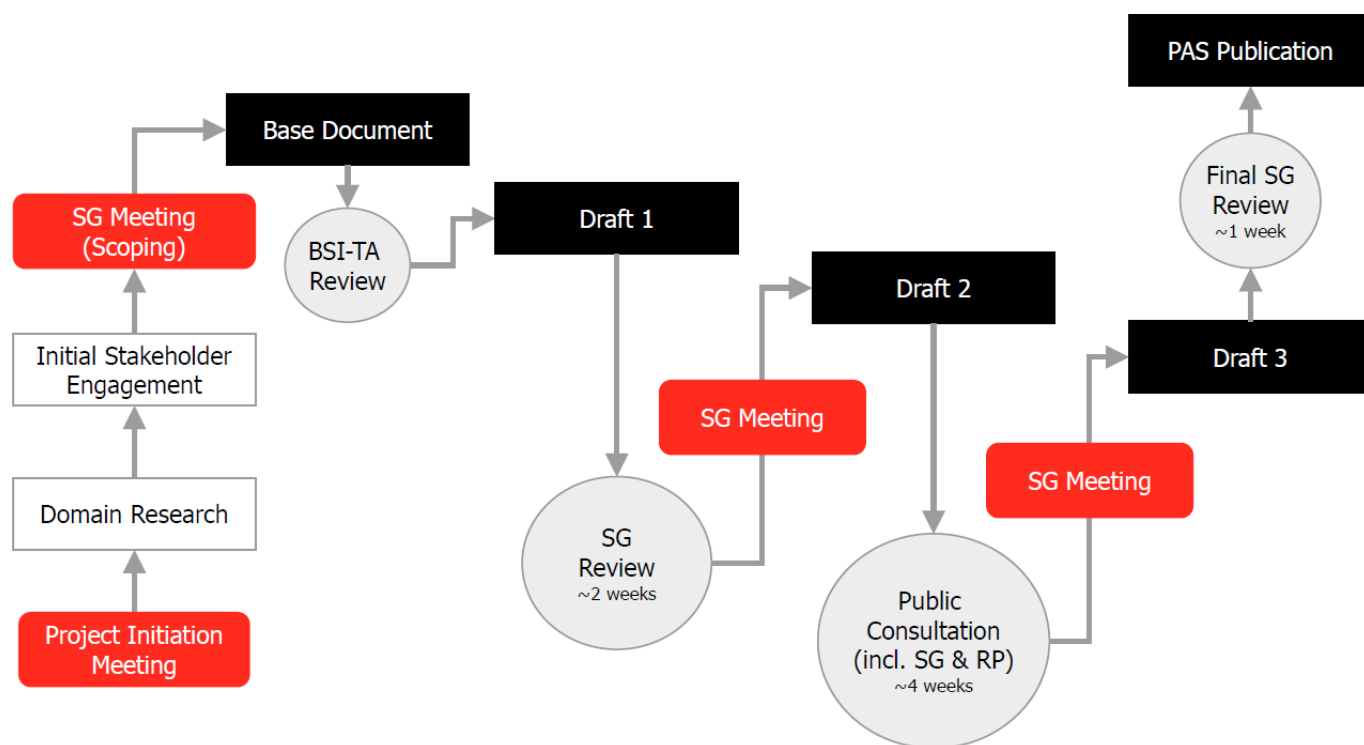 PAS Publication
Base Document
Final SG
Review
~1 week
SG Meeting
(Scoping)
Draft 1
BSI-TA
Review
Draft 2
Initial Stakeholder
Engagement
Draft 3
SG Meeting
SG Meeting
Domain Research
SG
Review
~2 weeks
Public
Consultation
(incl. SG & RP)
~4 weeks
Project Initiation
Meeting